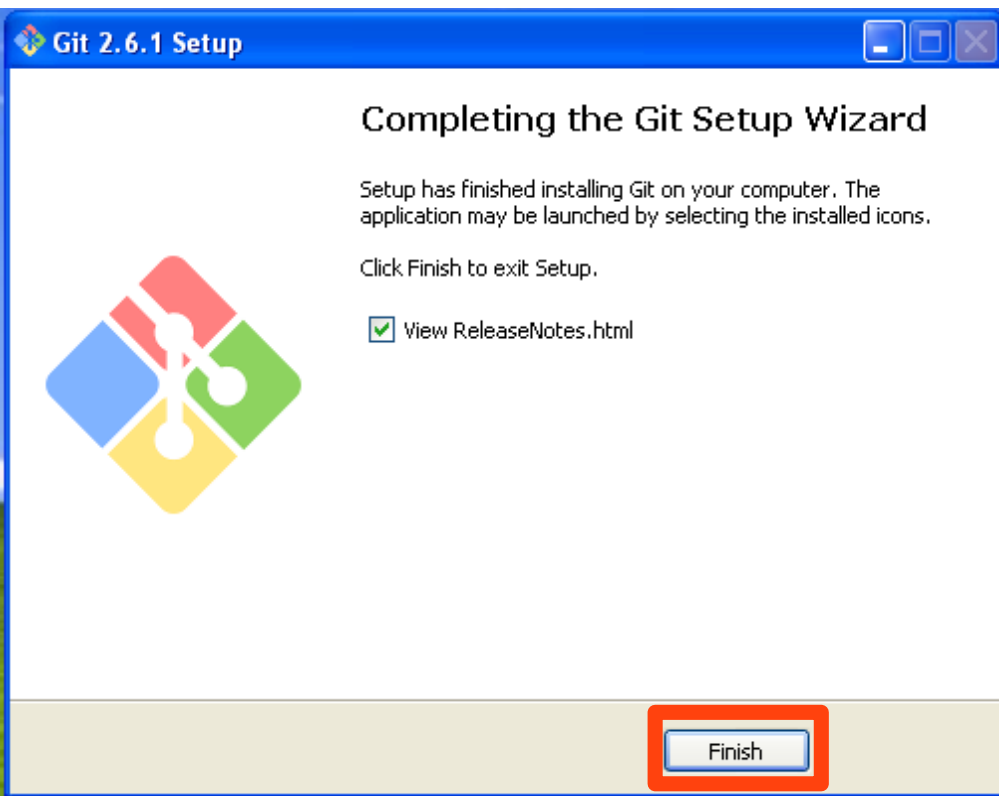 Git 2.6.1 Setup
Completing the Git Setup Wizard
Setup has finished installing Git on your computer. The
application may be launched by selecting the installed icons.
Click Finish to exit Setup.
View ReleaseNotes.html
Finish